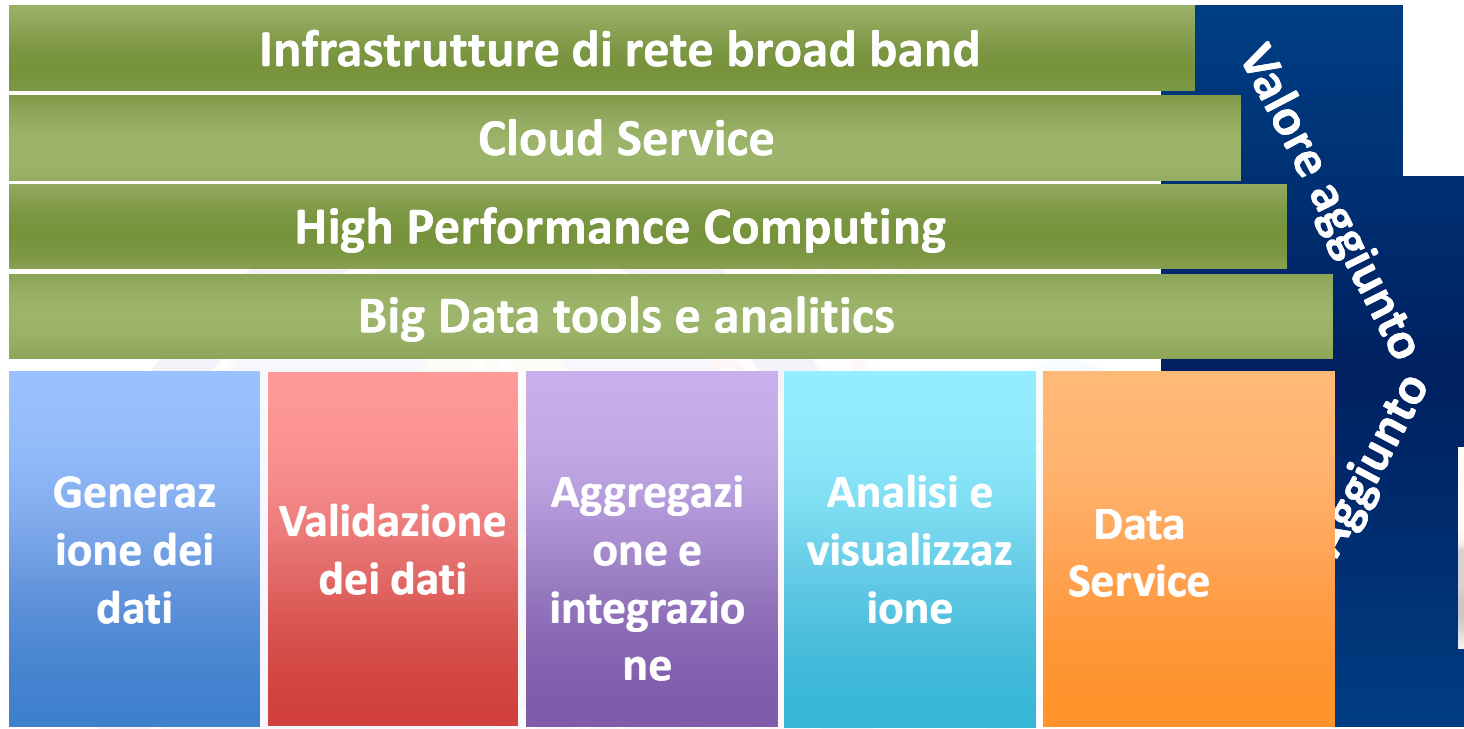 Infrastrutture di rete broad band
Cloud Service
High Performance Computing
Big Data tools e analitics
Valore aggiunto
Aggiunto
Generaz
ione dei
dati
Validazione
dei dati
Aggregazi
one e
integrazio
ne
Analisi e
visualizzaz
ione
Data
Service